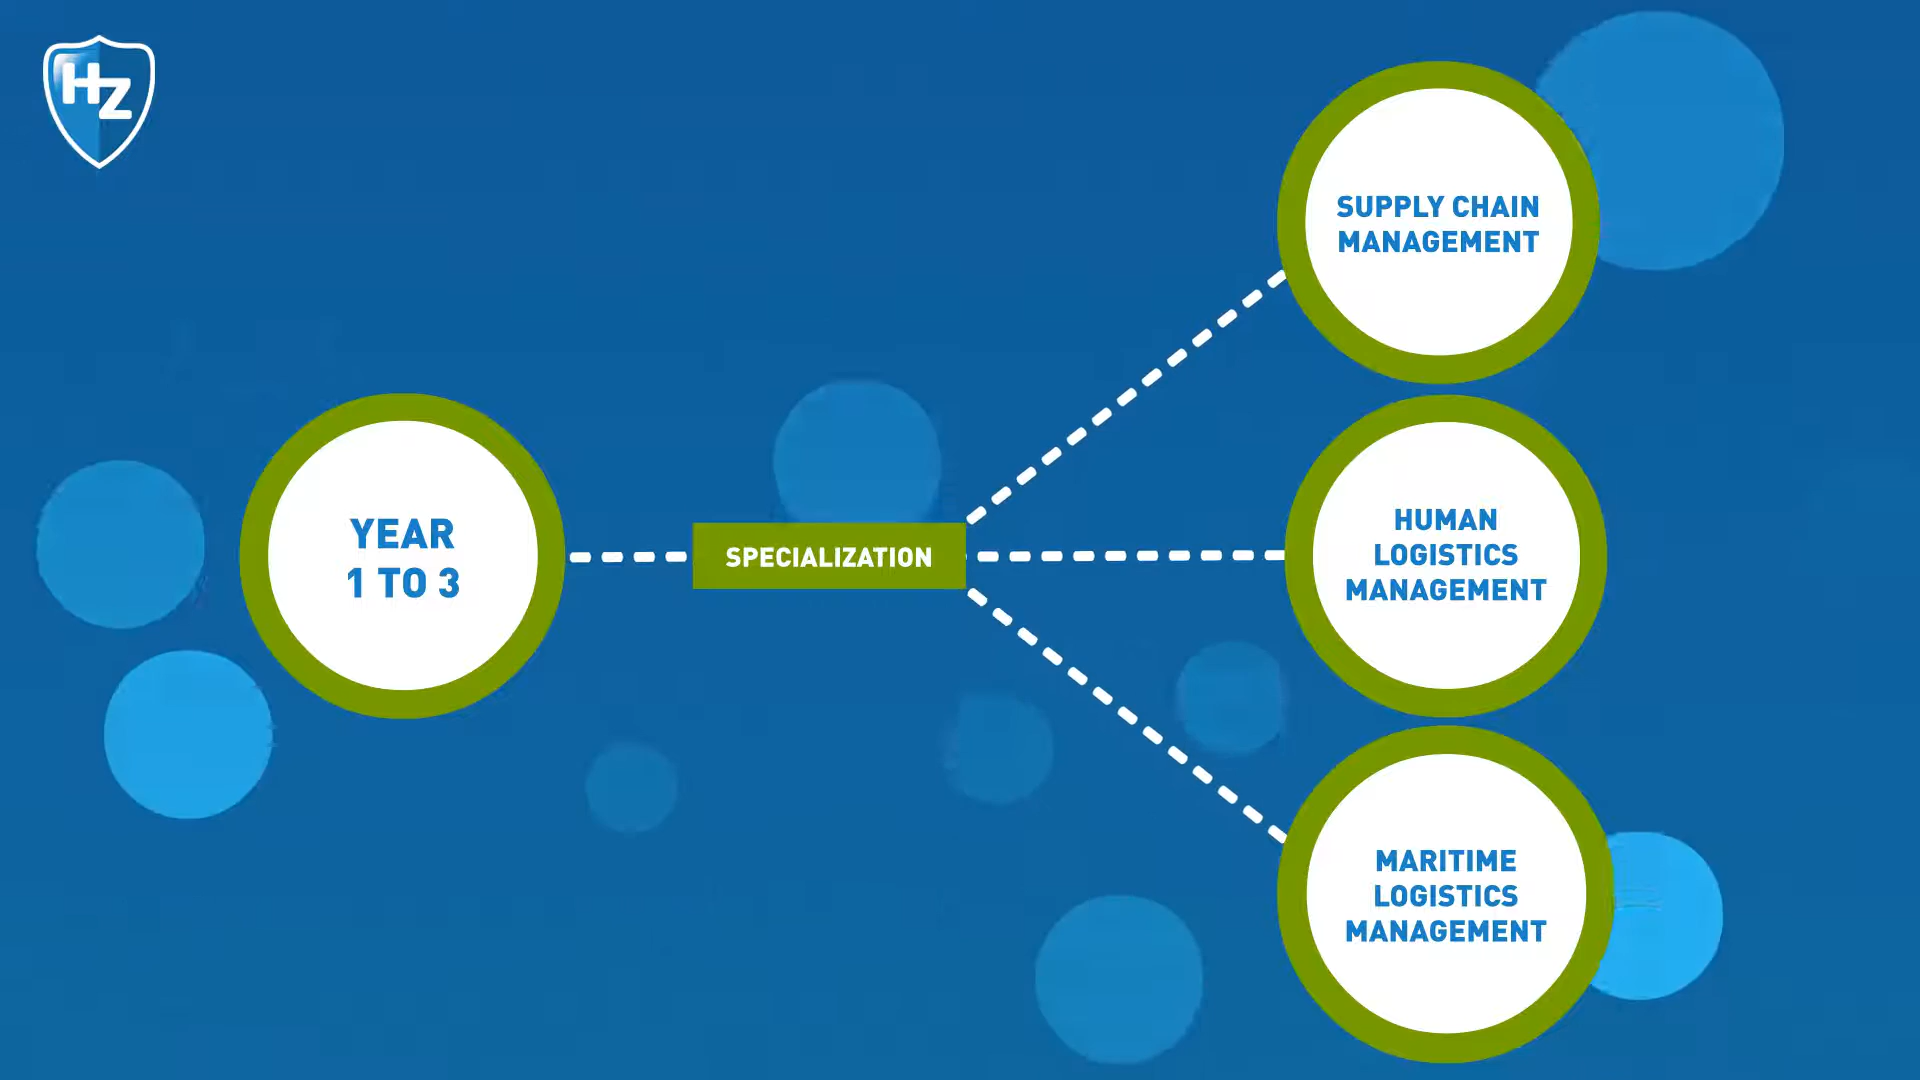 HZ
YEAR
1 TO 3
SPECIALIZATION
SUPPLY CHAIN
MANAGEMENT
HUMAN
LOGISTICS
MANAGEMENT
MARITIME
LOGISTICS
MANAGEMENT